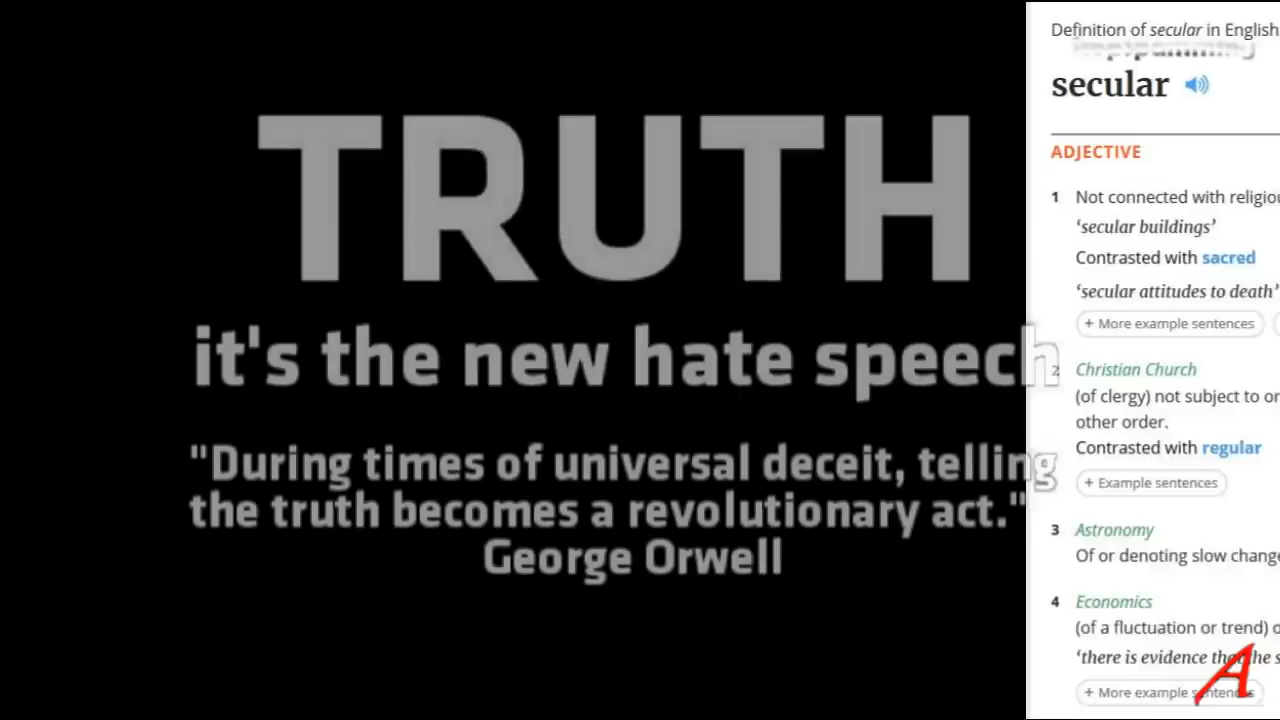 TRUTH
it's the new hate speech
"During times of universal deceit, telling
the truth becomes a revolutionary act."
George Orwell
Definition of secular in English
secular
ADJECTIVE
1 Not connected with religiou
‘secular buildings’
Contrasted with sacred
‘secular attitudes to death’
+ More example sentences
2 Christian Church
(of clergy) not subject to or
other order.
Contrasted with regular
+ Example sentences
3 Astronomy
Of or denoting slow change
4 Economics
(of a fluctuation or trend) o
‘there is evidence that the s
+ More example sentences
A